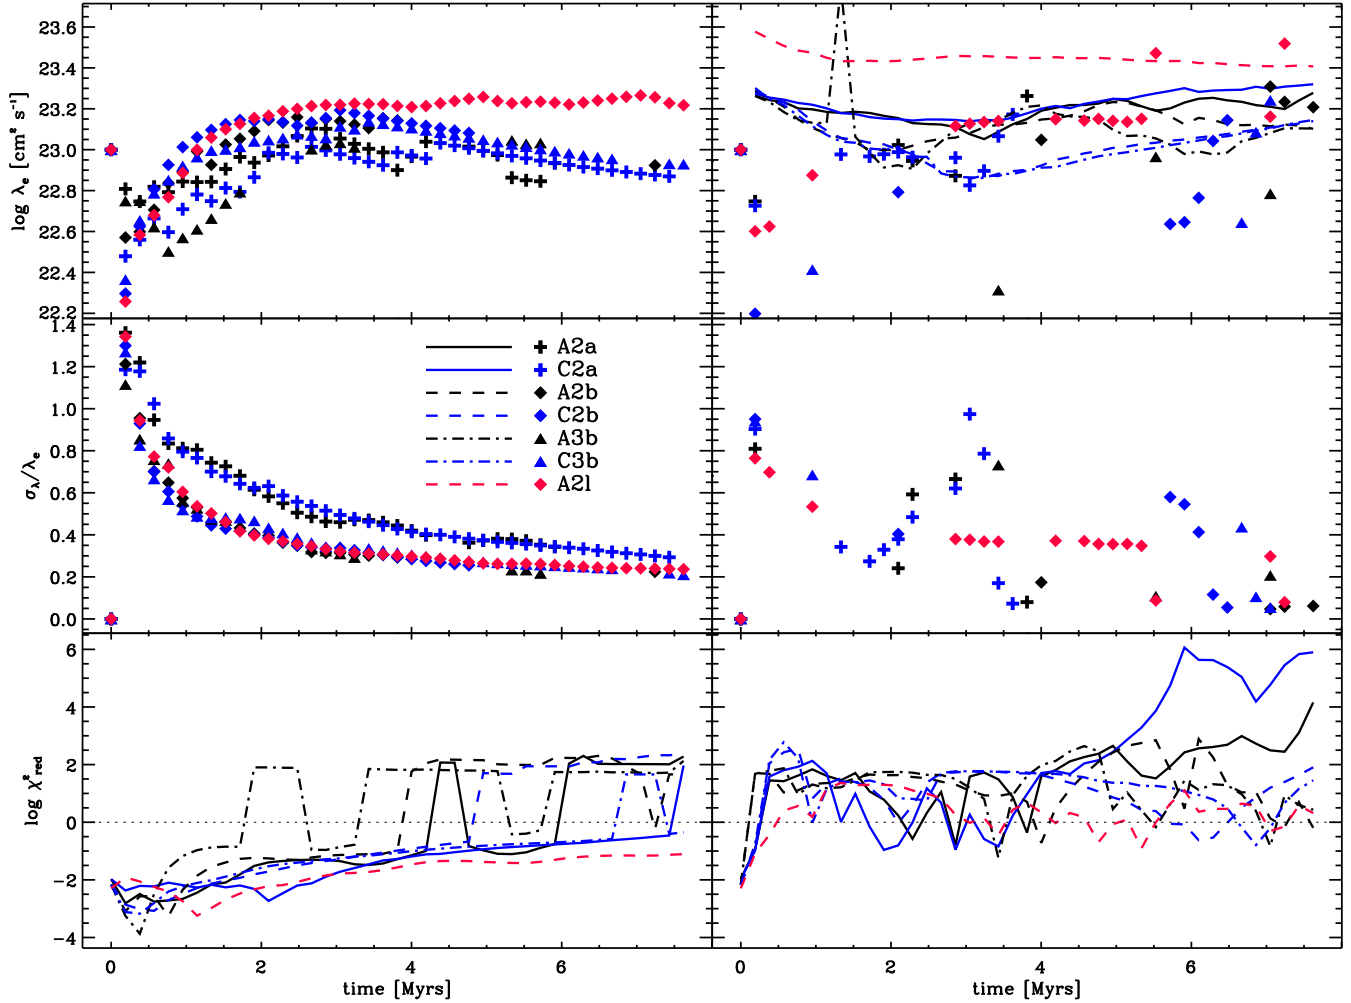 log λe [cm² s⁻¹]
23.6
23.4
23.2
23.0
22.8
22.6
22.4
22.2
σλ/λe
1.4
1.2
1.0
0.8
0.6
0.4
0.2
0.0
A2a
C2a
A2b
C2b
A3b
C3b
A2l
log χ²red
6
4
2
0
-2
-4
0 2 4 6
time [Myrs]
0 2 4 6
time [Myrs]